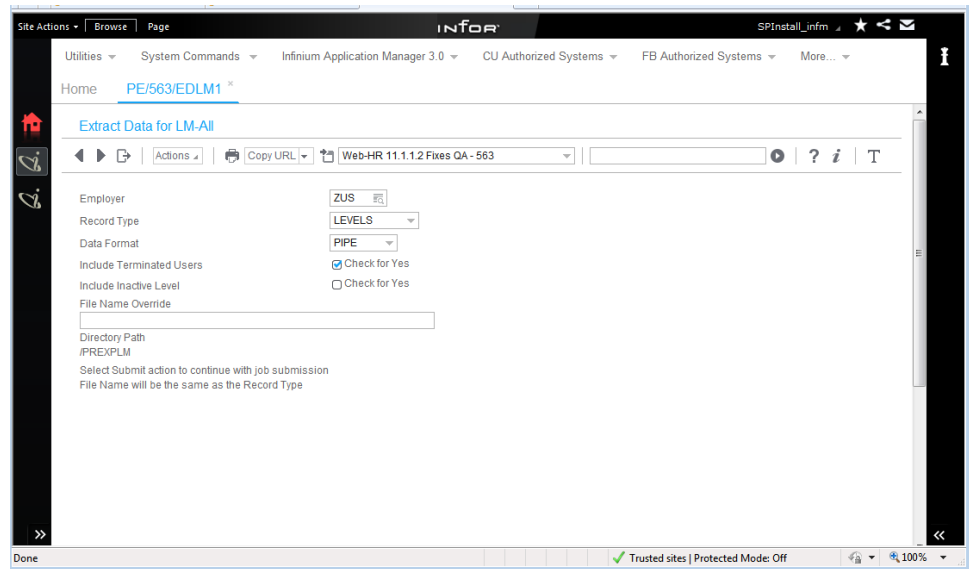 Site Actions Browse Page infor SPInstall_infm
Utilities System Commands Infinium Application Manager 3.0 CU Authorized Systems FB Authorized Systems More...
Home PE/563/EDLM1 ×
Extract Data for LM-All
Actions Copy URL Web-HR 11.1.1.2 Fixes QA - 563 ? i T
Employer ZUS
Record Type LEVELS
Data Format PIPE
Include Terminated Users Check for Yes
Include Inactive Level Check for Yes
File Name Override
Directory Path
/PREXPLM
Select Submit action to continue with job submission
File Name will be the same as the Record Type
Done Trusted sites | Protected Mode: Off 100%